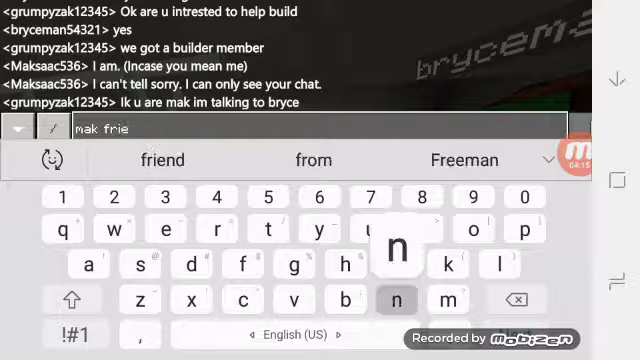 <grumpyzak12345> Ok are u intrested to help build
<bryceman54321> yes
<grumpyzak12345> we got a builder member
<Maksaac536> I am. (Incase you mean me)
<Maksaac536> I can't tell sorry. I can only see your chat.
<grumpyzak12345> Ik u are mak im talking to bryce
/ mak frie
friend from Freeman
04:15
1 2 3 4 5 6 7 8 9 0
q w e r t y u o p
a s d f g h n k l
z x c v b n m
!#1 , English (US)
Recorded by mobizen